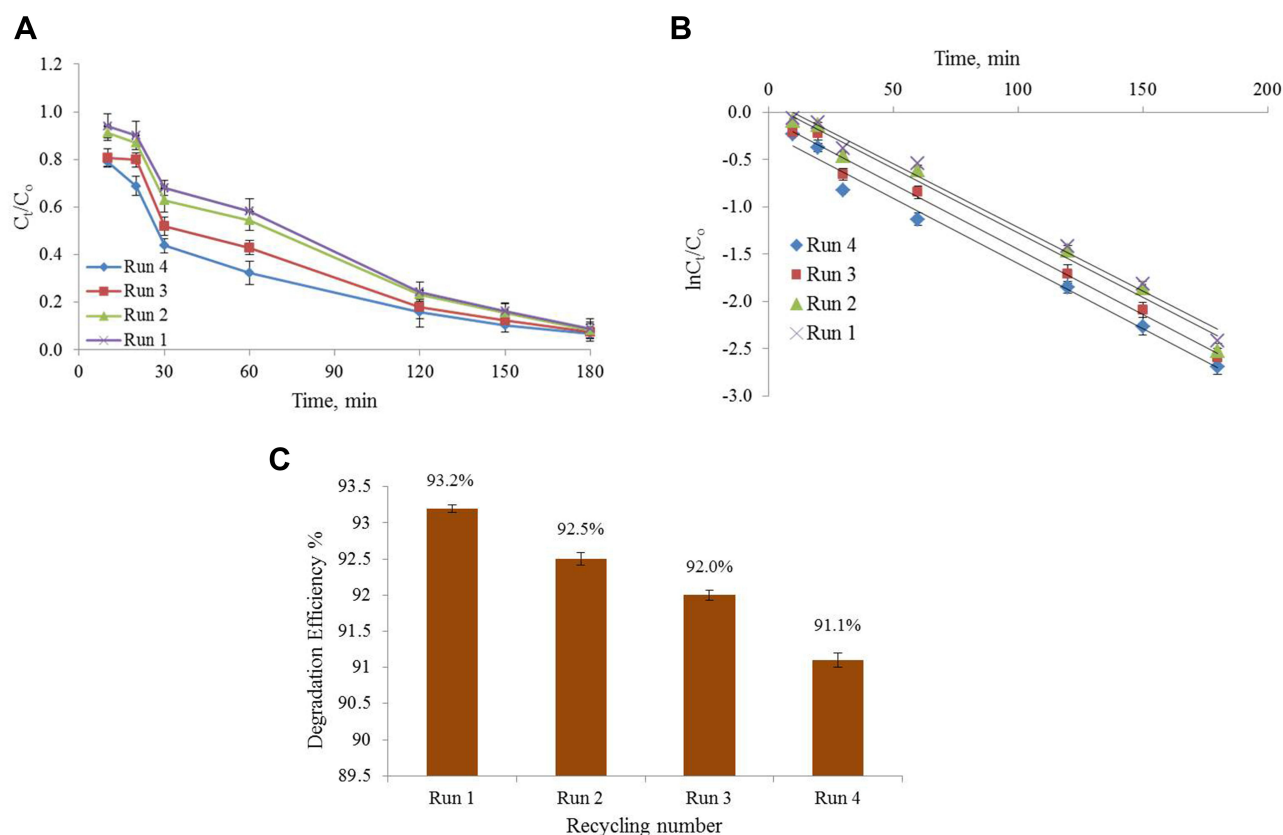 A
1.2
1.0
0.8
0.6
0.4
0.2
0.0
Ct/Co
Run 4
Run 3
Run 2
Run 1
0 30 60 90 120 150 180
Time, min
B
Time, min
0 50 100 150 200
0.0
-0.5
-1.0
-1.5
-2.0
-2.5
-3.0
lnCt/Co
Run 4
Run 3
Run 2
Run 1
C
93.5
93
92.5
92
91.5
91
90.5
90
89.5
Degradation Efficiency %
93.2%
92.5%
92.0%
91.1%
Run 1 Run 2 Run 3 Run 4
Recycling number